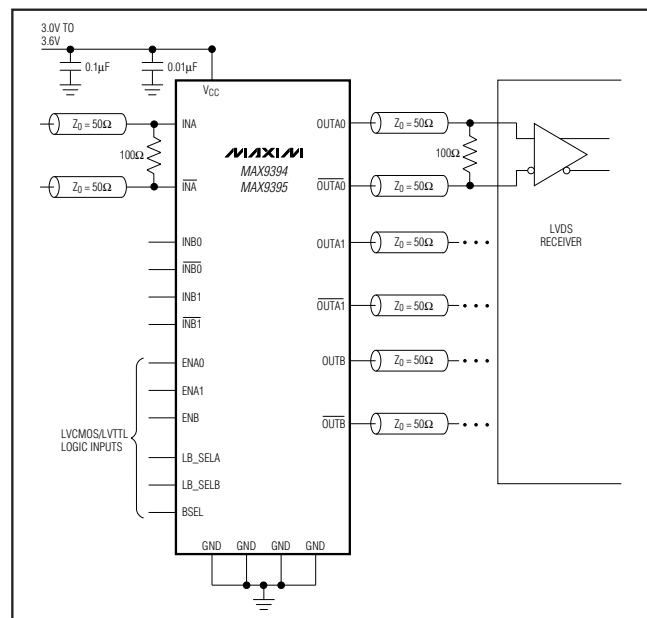 3.0V TO
3.6V
0.1µF
0.01µF
VCC
Z0 = 50Ω
INA
OUTA0
Z0 = 50Ω
100Ω
MAXIM
MAX9394
MAX9395
100Ω
Z0 = 50Ω
INA
OUTA0
Z0 = 50Ω
LVDS
RECEIVER
INB0
OUTA1
Z0 = 50Ω
INB0
INB1
OUTA1
Z0 = 50Ω
INB1
ENA0
OUTB
Z0 = 50Ω
ENA1
ENB
OUTB
Z0 = 50Ω
LVCMOS/LVTTL
LOGIC INPUTS
LB_SELA
LB_SELB
BSEL
GND GND GND GND